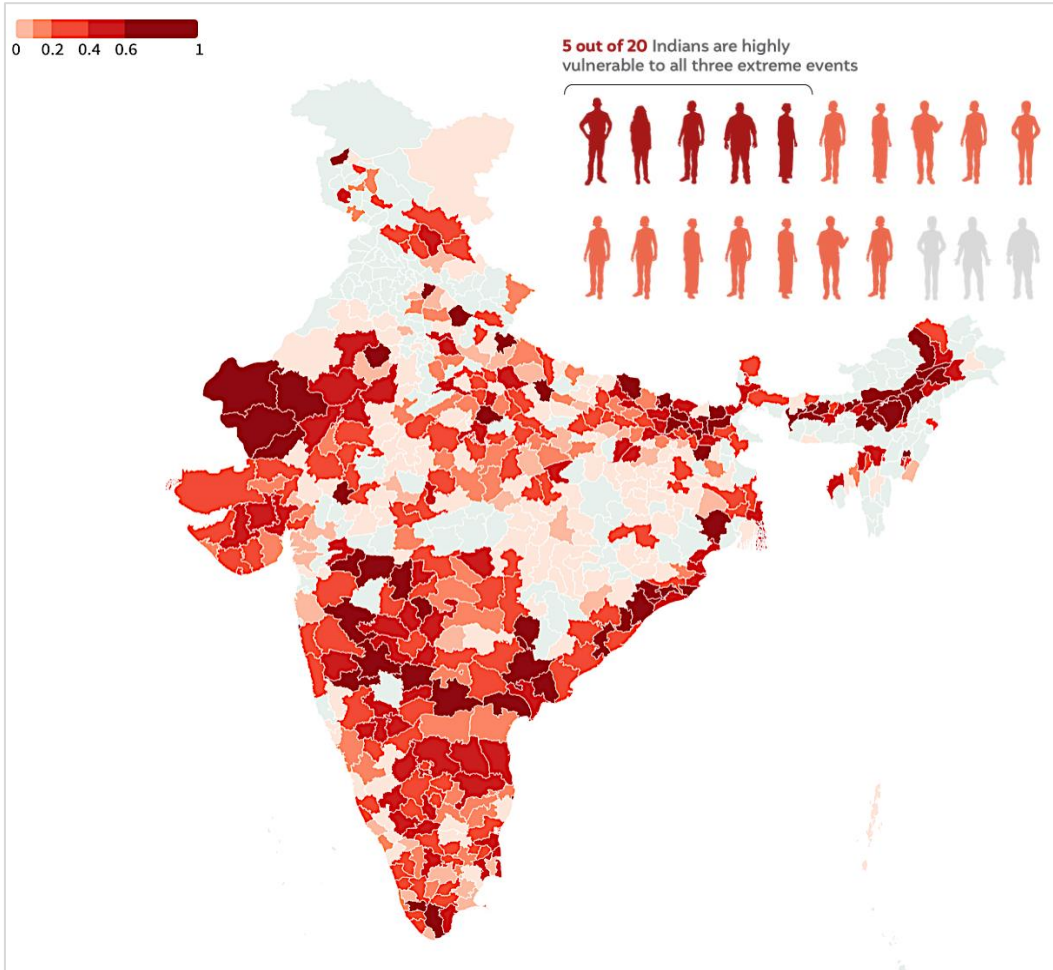 0 0.2 0.4 0.6 1
5 out of 20 Indians are highly
vulnerable to all three extreme events